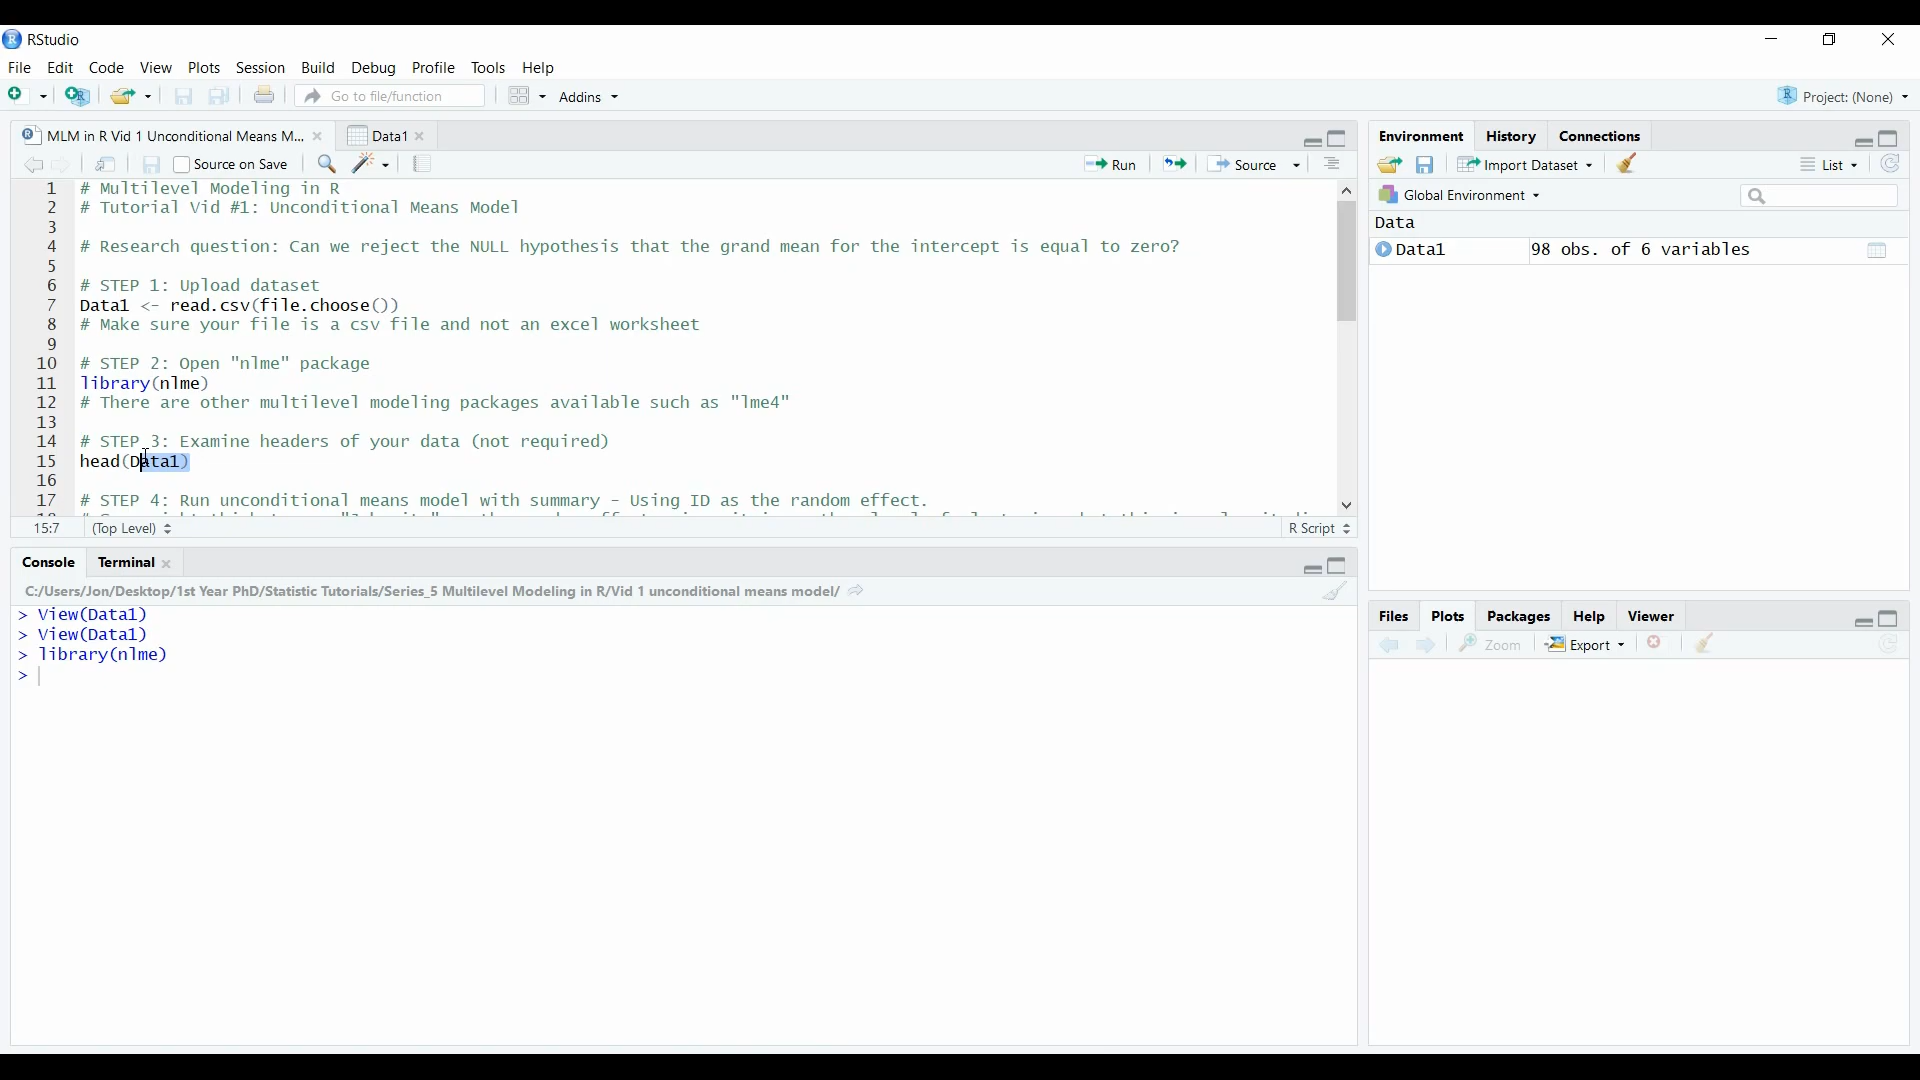 RStudio
File Edit Code View Plots Session Build Debug Profile Tools Help
Go to file/function Addins Project: (None)
MLM in R Vid 1 Unconditional Means M... Data1
Source on Save Run Source
1 # Multilevel Modeling in R
2 # Tutorial Vid #1: Unconditional Means Model
3
4 # Research question: Can we reject the NULL hypothesis that the grand mean for the intercept is equal to zero?
5
6 # STEP 1: Upload dataset
7 Data1 <- read.csv(file.choose())
8 # Make sure your file is a csv file and not an excel worksheet
9
10 # STEP 2: Open "nlme" package
11 library(nlme)
12 # There are other multilevel modeling packages available such as "lme4"
13
14 # STEP 3: Examine headers of your data (not required)
15 head(Data1)
16
17 # STEP 4: Run unconditional means model with summary - Using ID as the random effect.
15:7 (Top Level) R Script
Console Terminal
C:/Users/Jon/Desktop/1st Year PhD/Statistic Tutorials/Series_5 Multilevel Modeling in R/Vid 1 unconditional means model/
> View(Data1)
> View(Data1)
> library(nlme)
>
Environment History Connections
Import Dataset List
Global Environment
Data
Data1 98 obs. of 6 variables
Files Plots Packages Help Viewer
Zoom Export